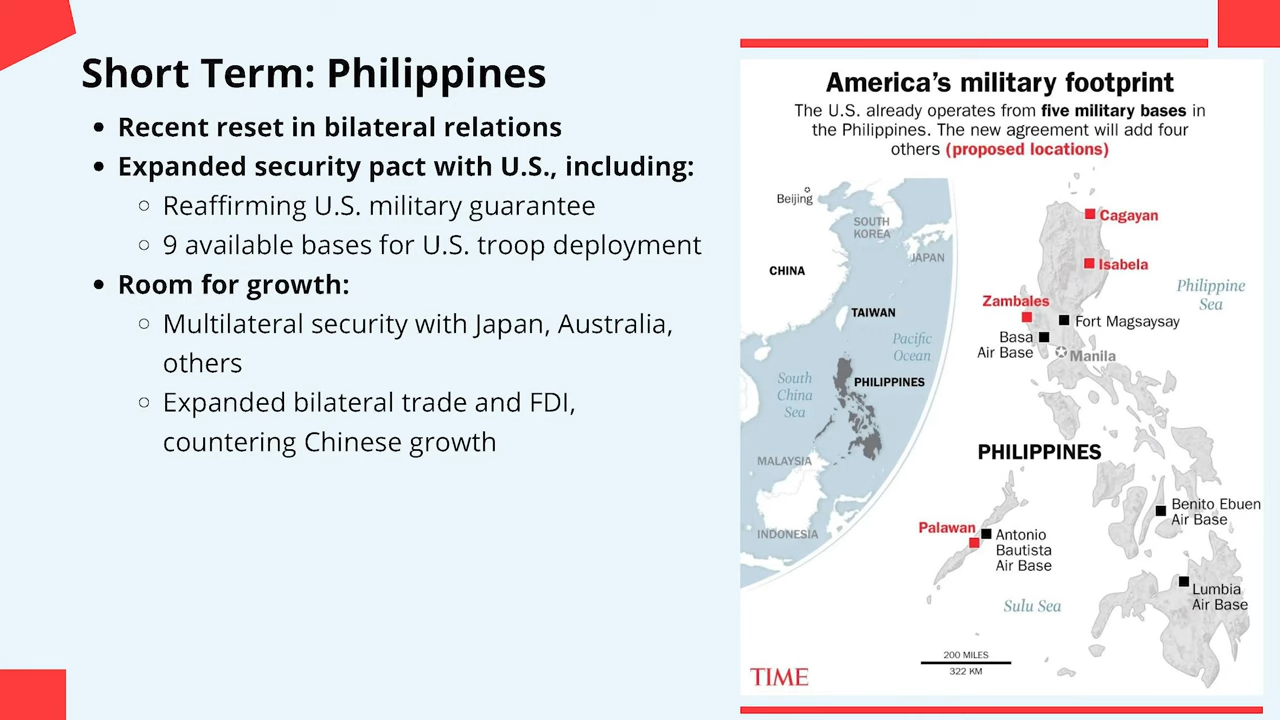 Short Term: Philippines
• Recent reset in bilateral relations
• Expanded security pact with U.S., including:
○ Reaffirming U.S. military guarantee
○ 9 available bases for U.S. troop deployment
• Room for growth:
○ Multilateral security with Japan, Australia,
others
○ Expanded bilateral trade and FDI,
countering Chinese growth
America's military footprint
The U.S. already operates from five military bases in
the Philippines. The new agreement will add four
others (proposed locations)
Beijing
SOUTH
KOREA
JAPAN
CHINA
TAIWAN
Pacific
Ocean
PHILIPPINES
South
China
Sea
MALAYSIA
INDONESIA
Cagayan
Isabela
Philippine
Sea
Zambales
Fort Magsaysay
Basa
Air Base
Manila
PHILIPPINES
Benito Ebuen
Air Base
Palawan
Antonio
Bautista
Air Base
Lumbia
Air Base
Sulu Sea
200 MILES
322 KM
TIME